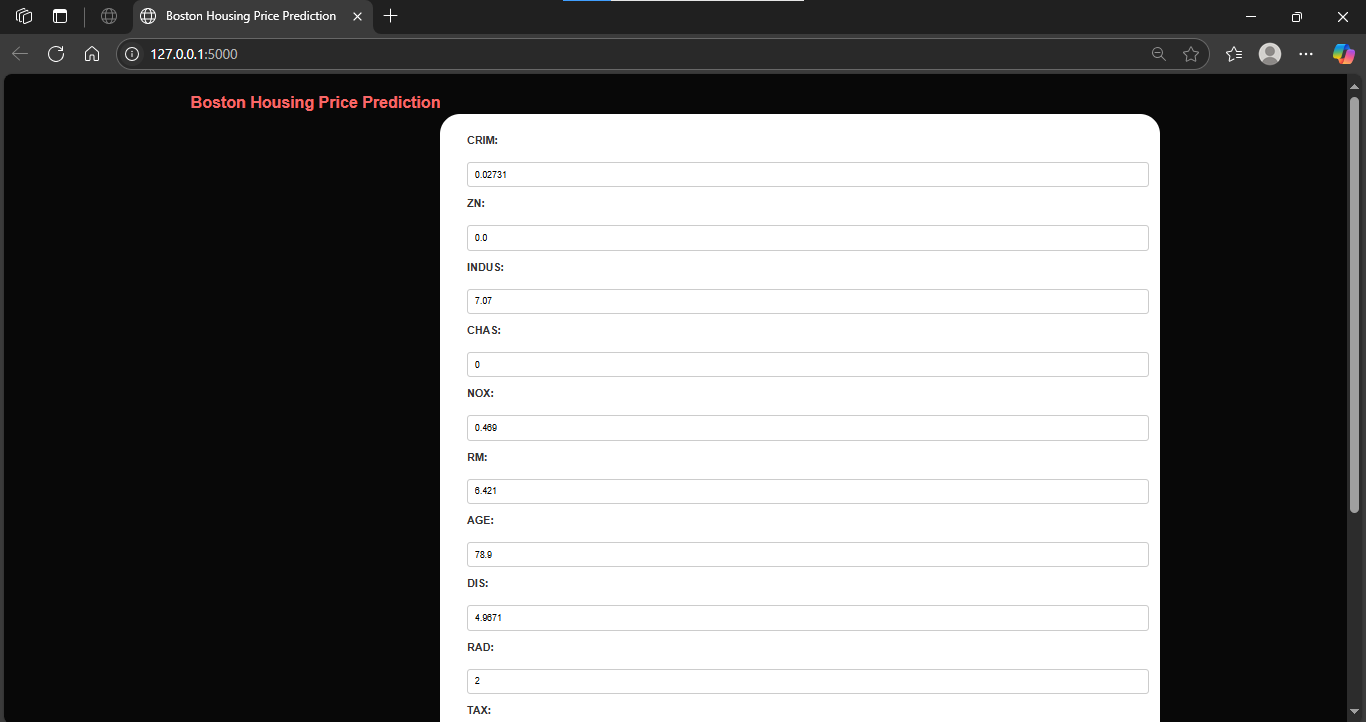 Boston Housing Price Prediction
127.0.0.1:5000
Boston Housing Price Prediction
CRIM:
0.02731
ZN:
0.0
INDUS:
7.07
CHAS:
0
NOX:
0.469
RM:
6.421
AGE:
78.9
DIS:
4.9671
RAD:
2
TAX: